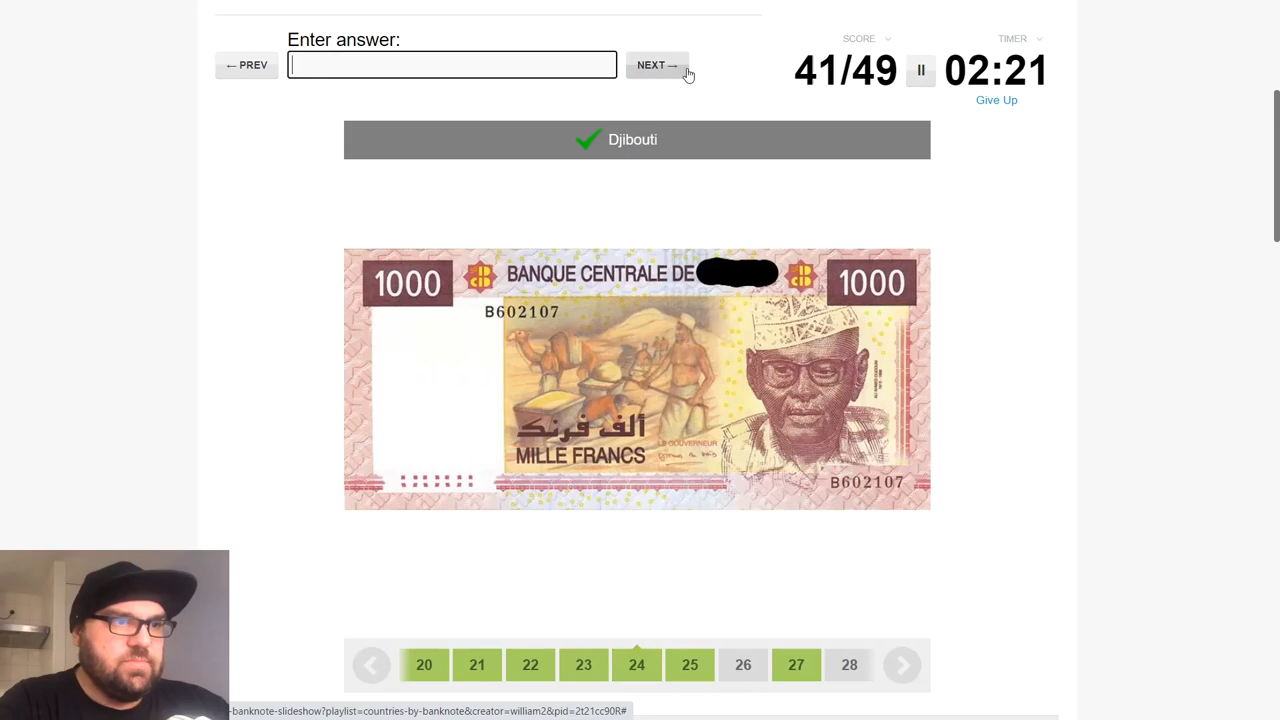 Enter answer:
← PREV
NEXT →
SCORE
41/49
TIMER
02:21
Give Up
Djibouti
1000
BANQUE CENTRALE DE
1000
B602107
ألف فرنك
MILLE FRANCS
LE GOUVERNEUR
B602107
20 21 22 23 24 25 26 27 28
-banknote-slideshow?playlist=countries-by-banknote&creator=william2&pid=2t21cc90R#